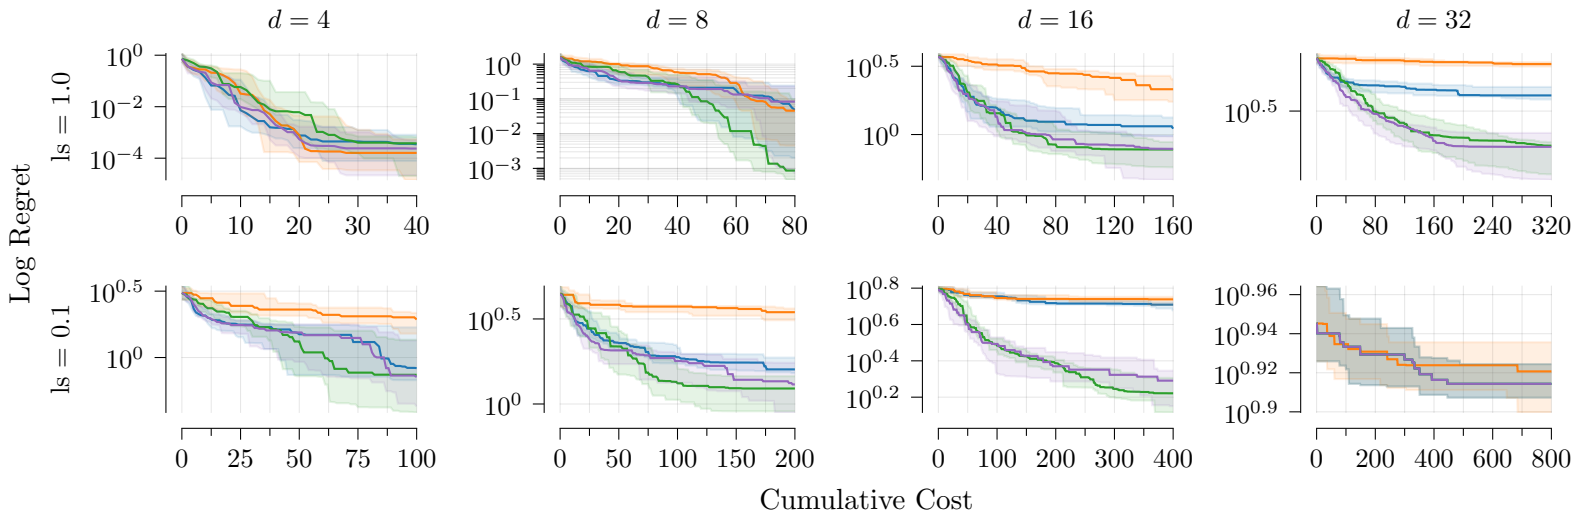 d = 4
d = 8
d = 16
d = 32
Log Regret
ls = 1.0
10^0
10^-2
10^-4
0 10 20 30 40
10^0
10^-1
10^-2
10^-3
0 20 40 60 80
10^0.5
10^0
0 40 80 120 160
10^0.5
0 80 160 240 320
ls = 0.1
10^0.5
10^0
0 25 50 75 100
10^0.5
10^0
0 50 100 150 200
10^0.8
10^0.6
10^0.4
10^0.2
0 100 200 300 400
10^0.96
10^0.94
10^0.92
10^0.9
0 200 400 600 800
Cumulative Cost